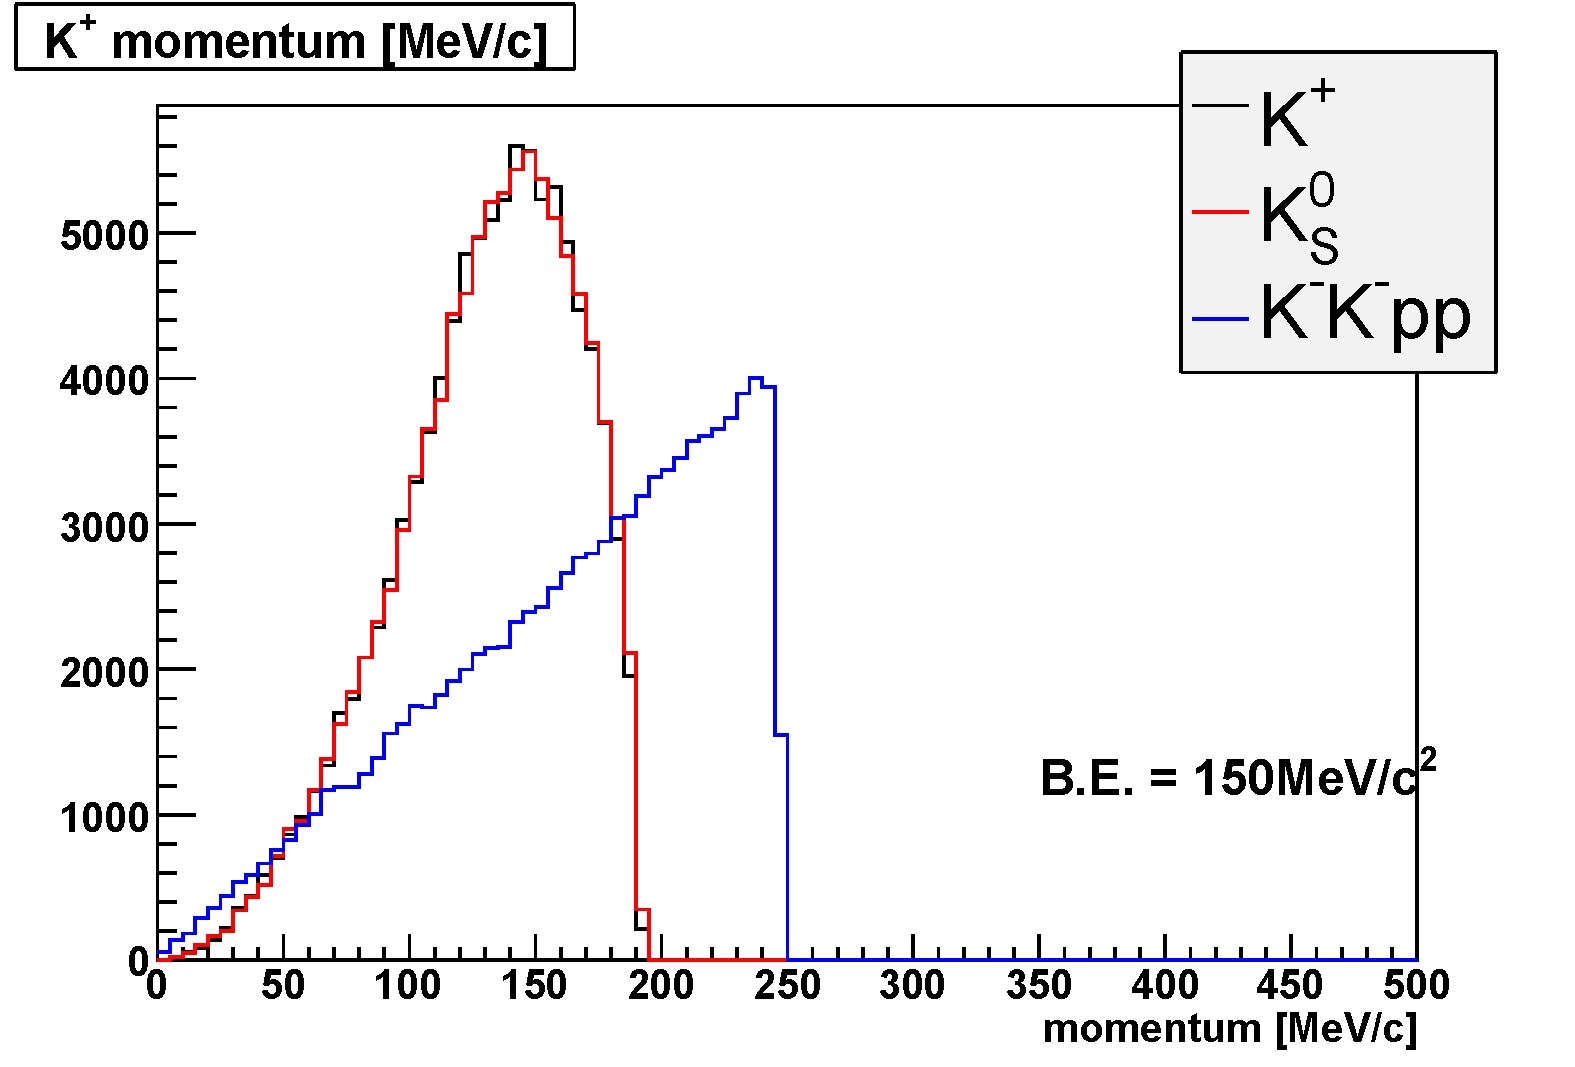 K⁺ momentum [MeV/c]
K⁺
K⁰S
K⁻K⁻pp
5000
4000
3000
2000
1000
0
B.E. = 150MeV/c²
0 50 100 150 200 250 300 350 400 450 500
momentum [MeV/c]